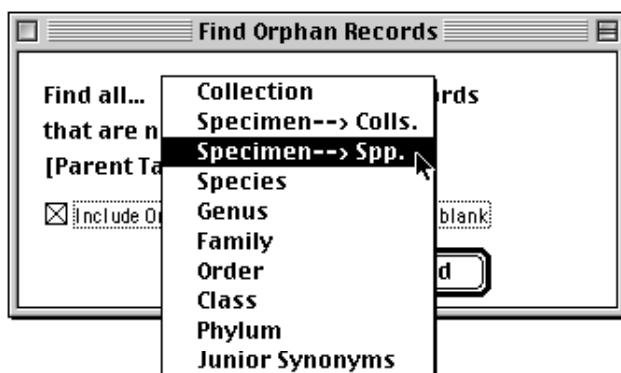 Find Orphan Records
Find all...
that are n
[Parent Ta
Include O
rds
blank
d
Collection
Specimen--> Colls.
Specimen--> Spp.
Species
Genus
Family
Order
Class
Phylum
Junior Synonyms